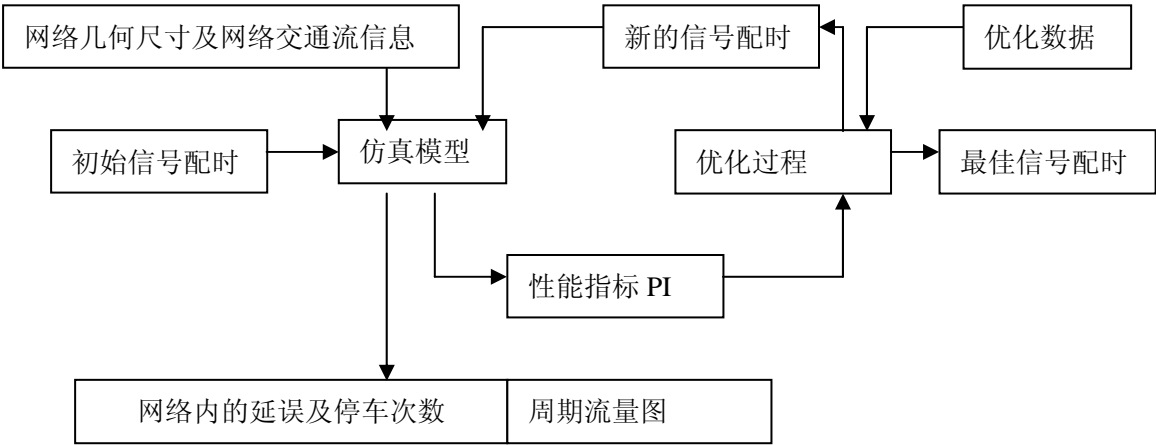 网络几何尺寸及网络交通流信息
新的信号配时
优化数据
初始信号配时
仿真模型
优化过程
最佳信号配时
性能指标 PI
网络内的延误及停车次数
周期流量图